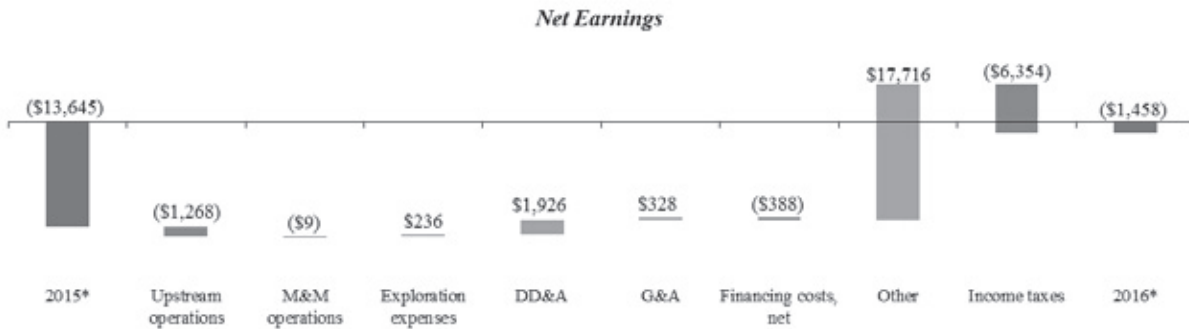 Net Earnings
($13,645)
($1,268)
($9)
$236
$1,926
$328
($388)
$17,716
($6,354)
($1,458)
2015*
Upstream
operations
M&M
operations
Exploration
expenses
DD&A
G&A
Financing costs,
net
Other
Income taxes
2016*